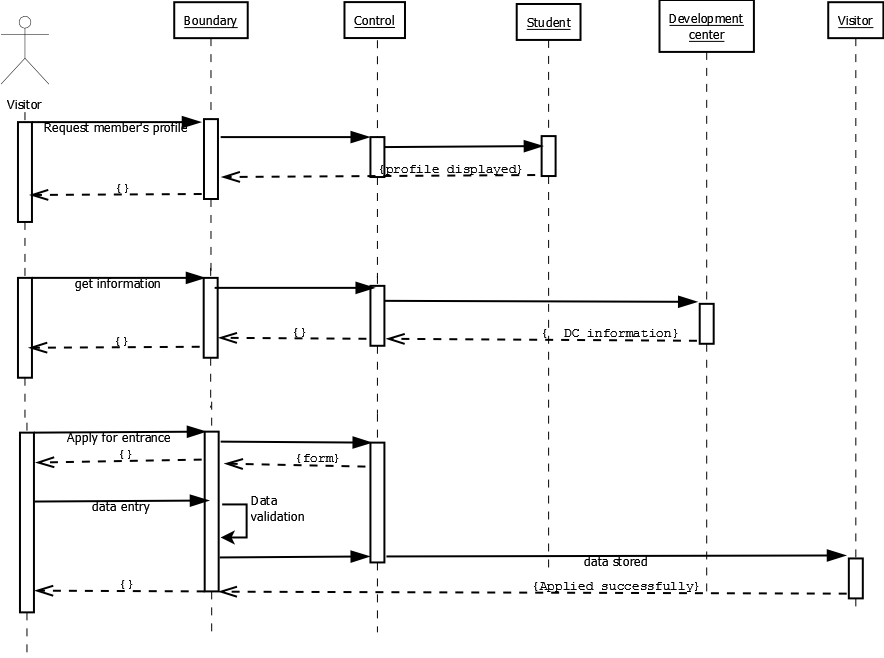 Boundary
Control
Student
Development
center
Visitor
Visitor
Request member's profile
{profile displayed}
{}
get information
{ DC information}
{}
{}
Apply for entrance
{form}
{}
data entry
Data
validation
data stored
{Applied successfully}
{}